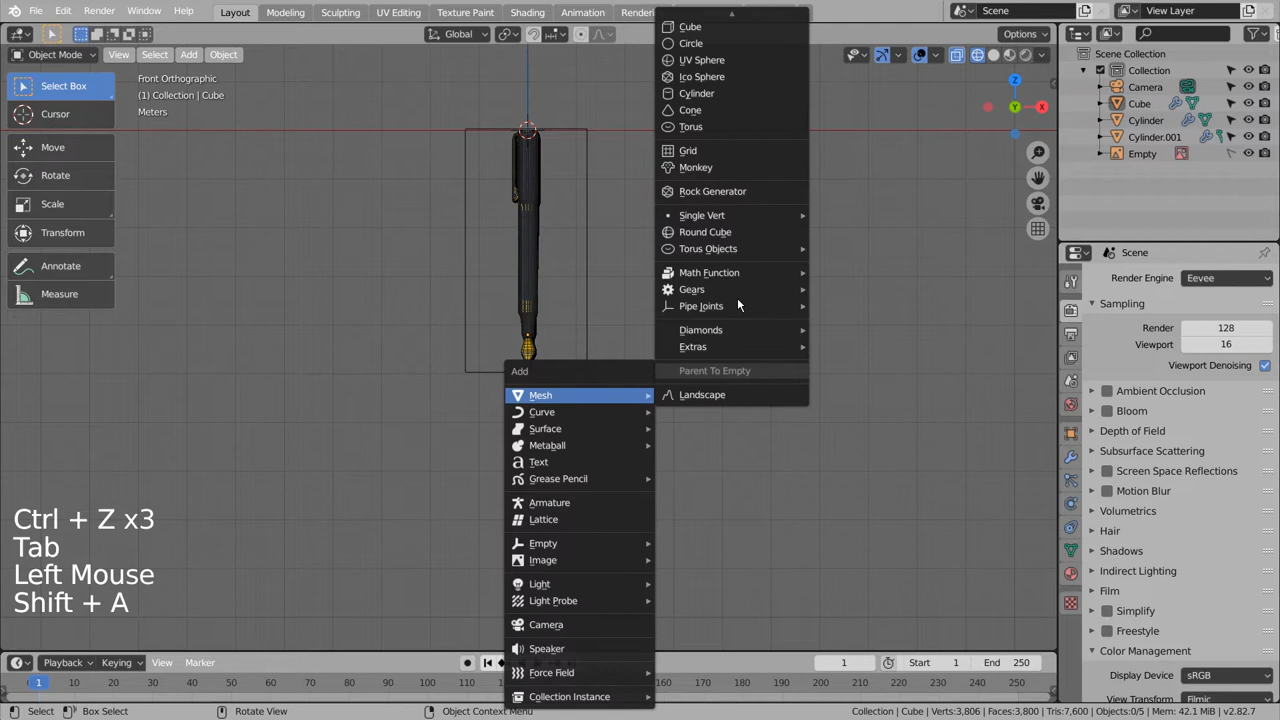 File Edit Render Window Help Layout Modeling Sculpting UV Editing Texture Paint Shading Animation Scene View Layer
Global Options
Object Mode View Select Add Object
Select Box
Cursor
Move
Rotate
Scale
Transform
Annotate
Measure
Front Orthographic
(1) Collection | Cube
Meters
Cube
Circle
UV Sphere
Ico Sphere
Cylinder
Cone
Torus
Grid
Monkey
Rock Generator
Single Vert
Round Cube
Torus Objects
Math Function
Gears
Pipe Joints
Diamonds
Extras
Parent To Empty
Landscape
Add
Mesh
Curve
Surface
Metaball
Text
Grease Pencil
Armature
Lattice
Empty
Image
Light
Light Probe
Camera
Speaker
Force Field
Collection Instance
Z
Y
X
Ctrl + Z x3
Tab
Left Mouse
Shift + A
Scene Collection
Collection
Camera
Cube
Cylinder
Cylinder.001
Empty
Scene
Render Engine Eevee
Sampling
Render 128
Viewport 16
Viewport Denoising
Ambient Occlusion
Bloom
Depth of Field
Subsurface Scattering
Screen Space Reflections
Motion Blur
Volumetrics
Hair
Shadows
Indirect Lighting
Film
Simplify
Freestyle
Color Management
Display Device sRGB
View Transform Filmic
Playback Keying View Marker 1 Start 1 End 250
1 10 20 30 40 50 60 70 80 90 100 110 160 170 180 190 200 210 220 230 240 250
Select Box Select Rotate View Object Context Menu Collection | Cube | Verts:3,806 | Faces:3,800 | Tris:7,600 | Objects:0/5 | Mem: 42.1 MiB | v2.82.7